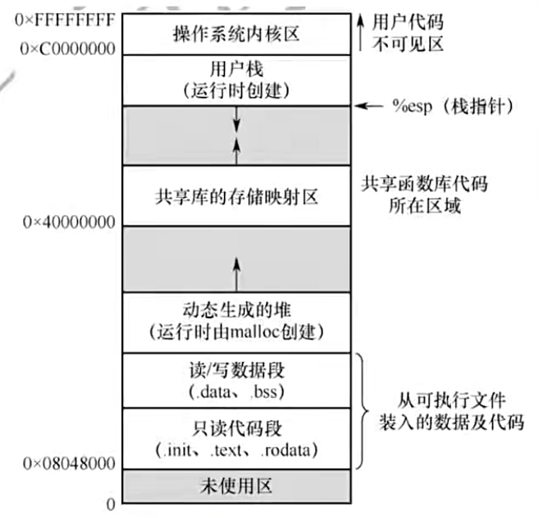 0×FFFFFFFF
操作系统内核区
用户代码
不可见区
0×C0000000
用户栈
(运行时创建)
%esp（栈指针）
共享库的存储映射区
共享函数库代码
所在区域
0×40000000
动态生成的堆
(运行时由malloc创建)
读/写数据段
(.data、.bss)
从可执行文件
装入的数据及代码
只读代码段
(.init、.text、.rodata)
0×08048000
未使用区
0